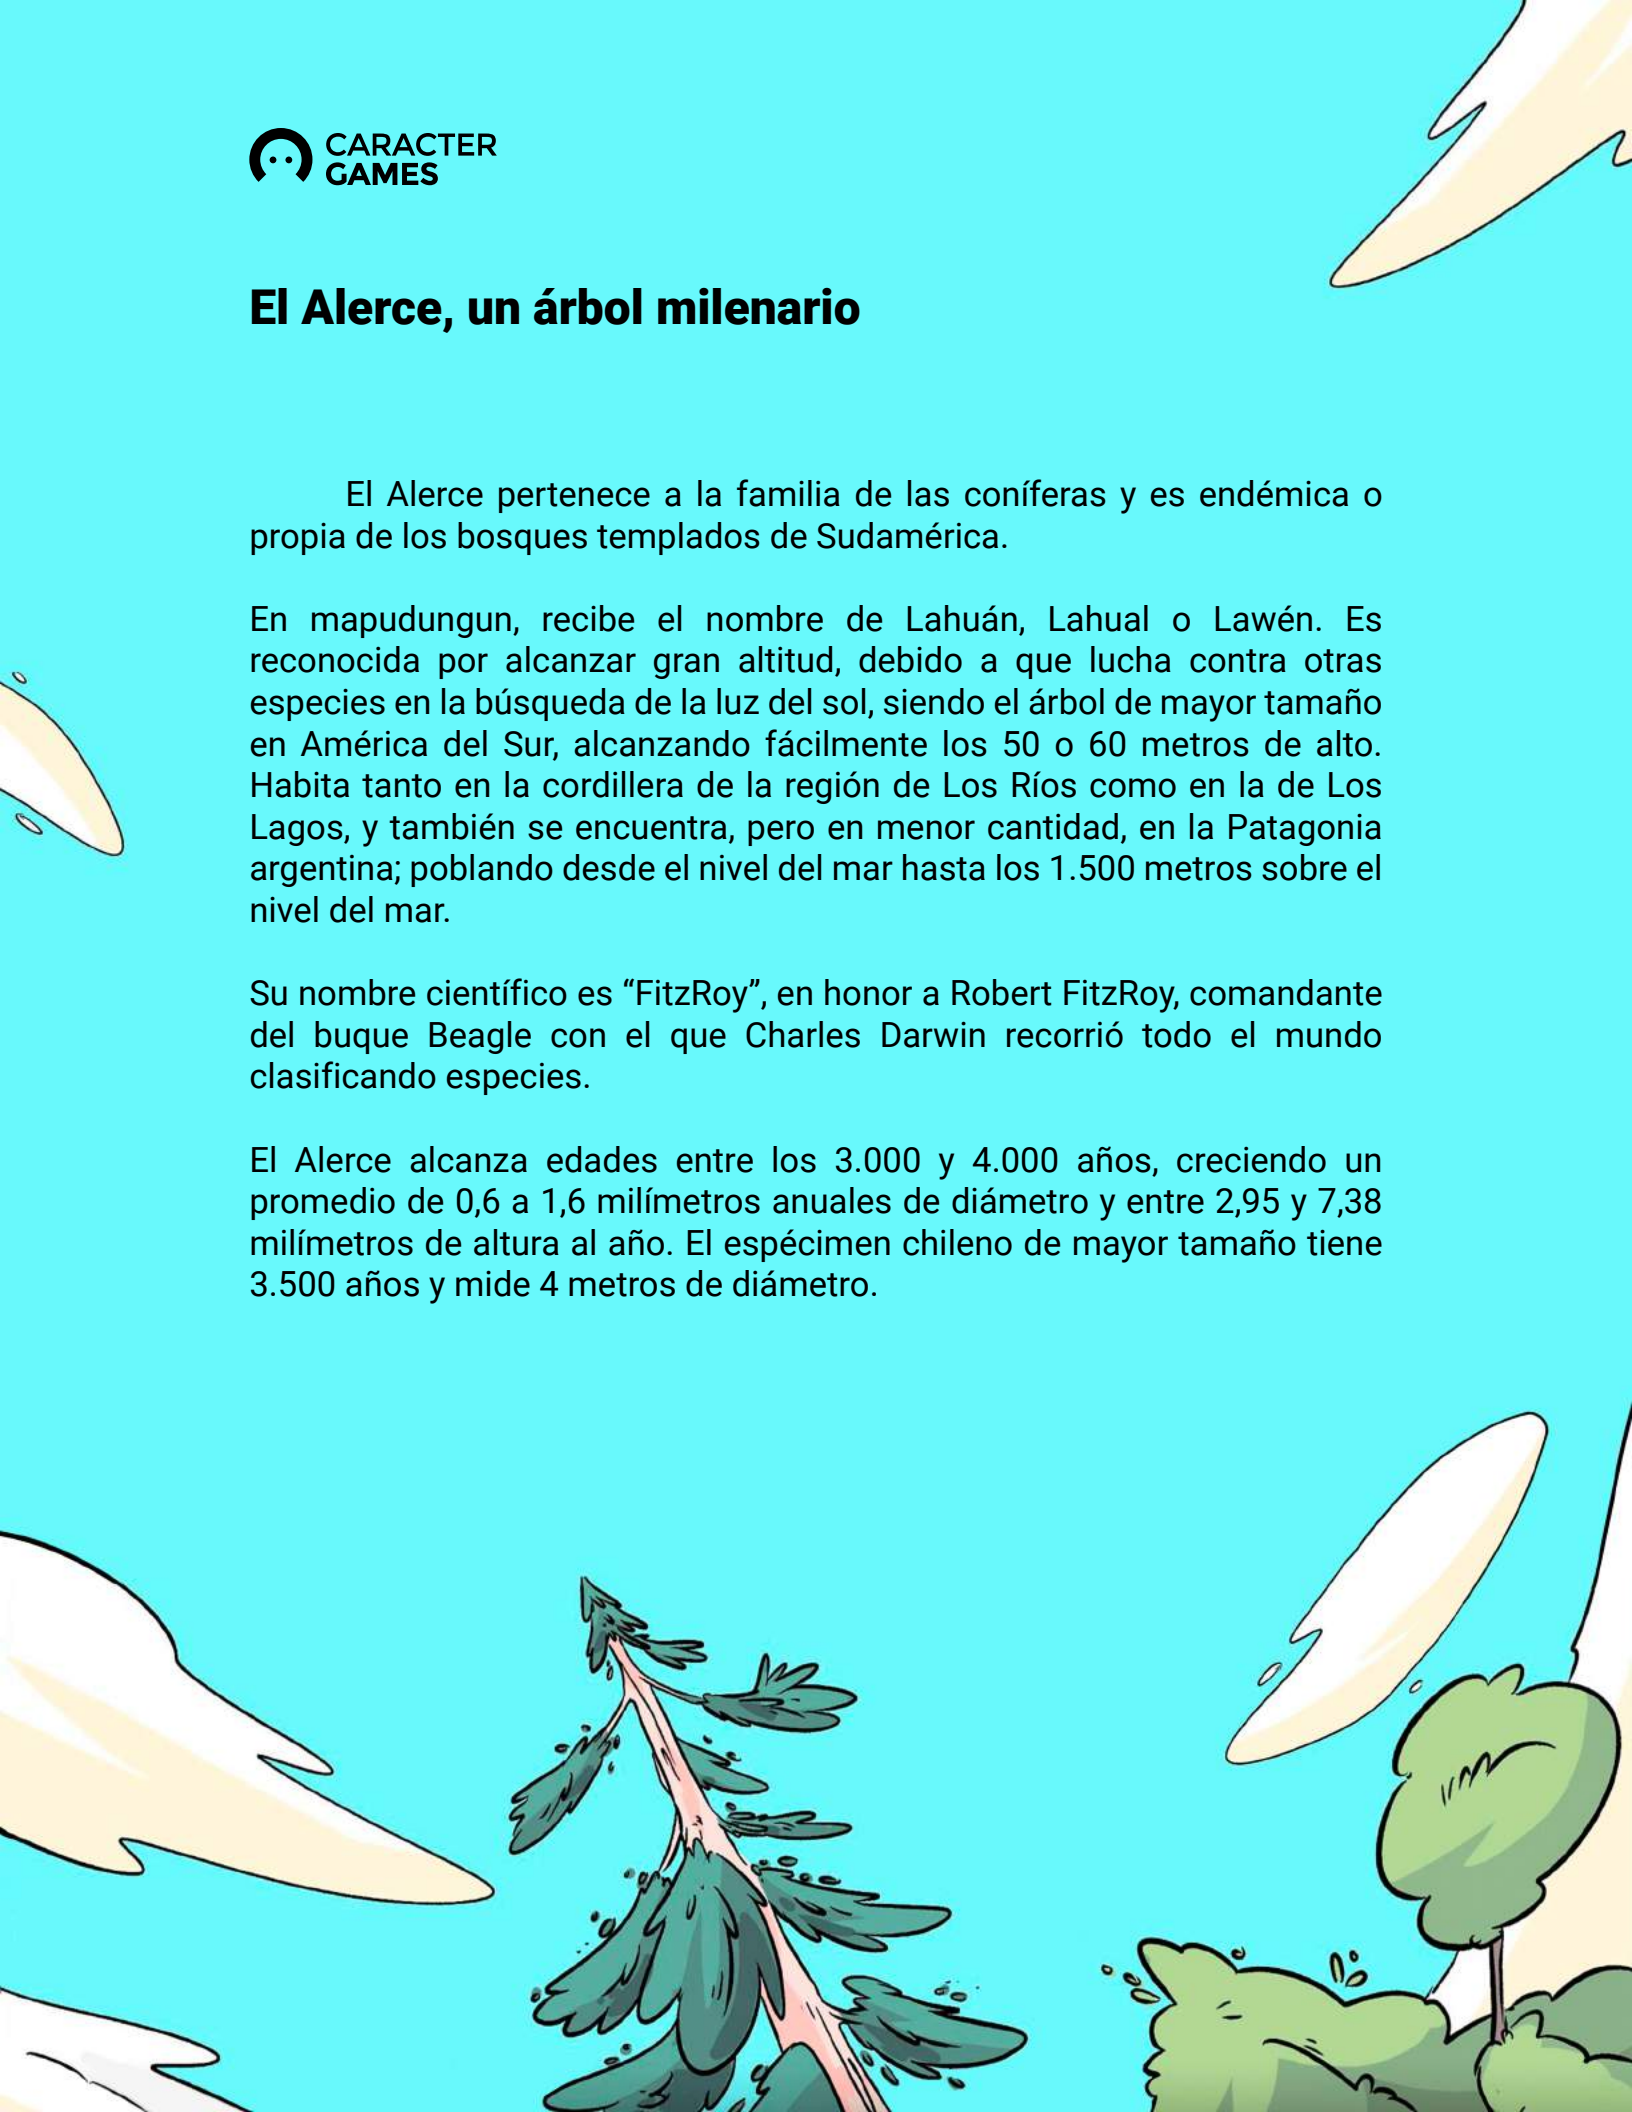 CARACTER
GAMES
El Alerce, un árbol milenario
El Alerce pertenece a la familia de las coníferas y es endémica o
propia de los bosques templados de Sudamérica.
En mapudungun, recibe el nombre de Lahuán, Lahual o Lawén. Es
reconocida por alcanzar gran altitud, debido a que lucha contra otras
especies en la búsqueda de la luz del sol, siendo el árbol de mayor tamaño
en América del Sur, alcanzando fácilmente los 50 o 60 metros de alto.
Habita tanto en la cordillera de la región de Los Ríos como en la de Los
Lagos, y también se encuentra, pero en menor cantidad, en la Patagonia
argentina; poblando desde el nivel del mar hasta los 1.500 metros sobre el
nivel del mar.
Su nombre científico es “FitzRoy”, en honor a Robert FitzRoy, comandante
del buque Beagle con el que Charles Darwin recorrió todo el mundo
clasificando especies.
El Alerce alcanza edades entre los 3.000 y 4.000 años, creciendo un
promedio de 0,6 a 1,6 milímetros anuales de diámetro y entre 2,95 y 7,38
milímetros de altura al año. El espécimen chileno de mayor tamaño tiene
3.500 años y mide 4 metros de diámetro.